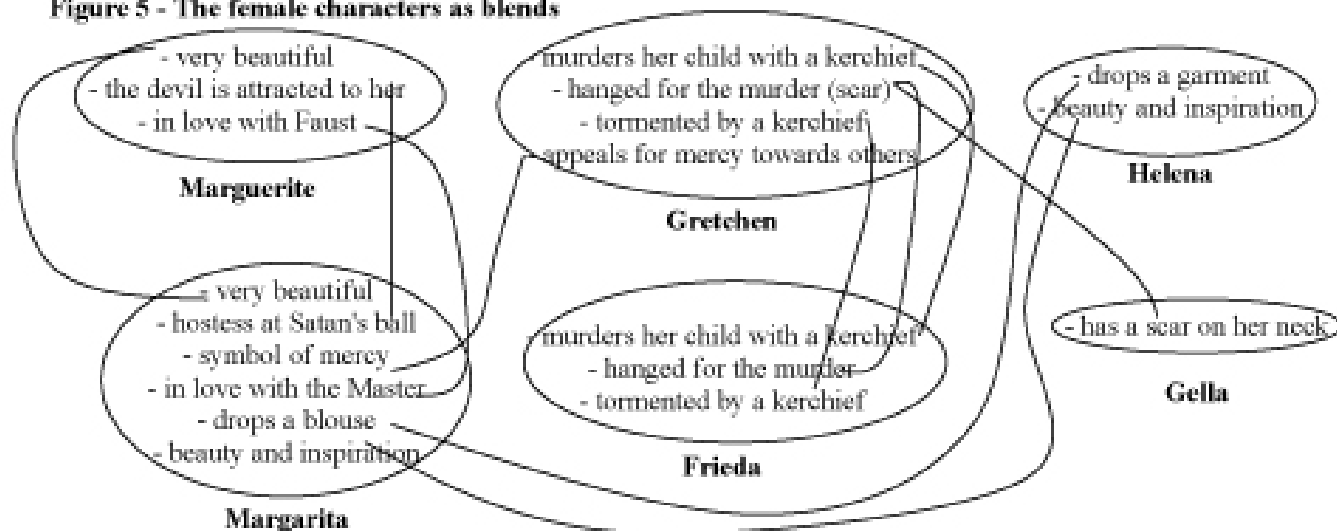 Figure 5 - The female characters as blends
- very beautiful
- the devil is attracted to her
- in love with Faust
Marguerite
murders her child with a kerchief
- hanged for the murder (scar)
- tormented by a kerchief
- appeals for mercy towards others
Gretchen
- drops a garment
- beauty and inspiration
Helena
- very beautiful
- hostess at Satan's ball
- symbol of mercy
- in love with the Master
- drops a blouse
- beauty and inspiration
Margarita
murders her child with a kerchief
- hanged for the murder
- tormented by a kerchief
Frieda
- has a scar on her neck
Gella